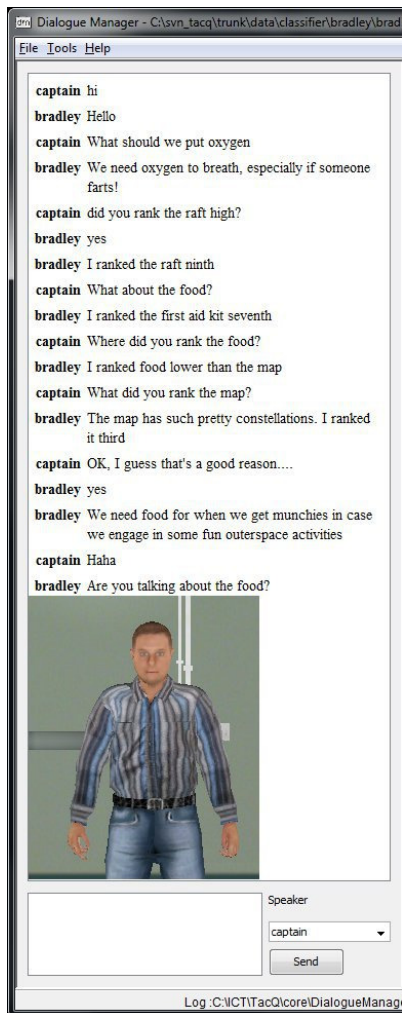 Dialogue Manager - C:\svn_tacq\trunk\data\classifier\bradley\brad
File Tools Help
captain hi
bradley Hello
captain What should we put oxygen
bradley We need oxygen to breath, especially if someone
farts!
captain did you rank the raft high?
bradley yes
bradley I ranked the raft ninth
captain What about the food?
bradley I ranked the first aid kit seventh
captain Where did you rank the food?
bradley I ranked food lower than the map
captain What did you rank the map?
bradley The map has such pretty constellations. I ranked
it third
captain OK, I guess that's a good reason....
bradley yes
bradley We need food for when we get munchies in case
we engage in some fun outerspace activities
captain Haha
bradley Are you talking about the food?
Speaker
captain
Send
Log :C:\ICT\TacQ\core\DialogueManage